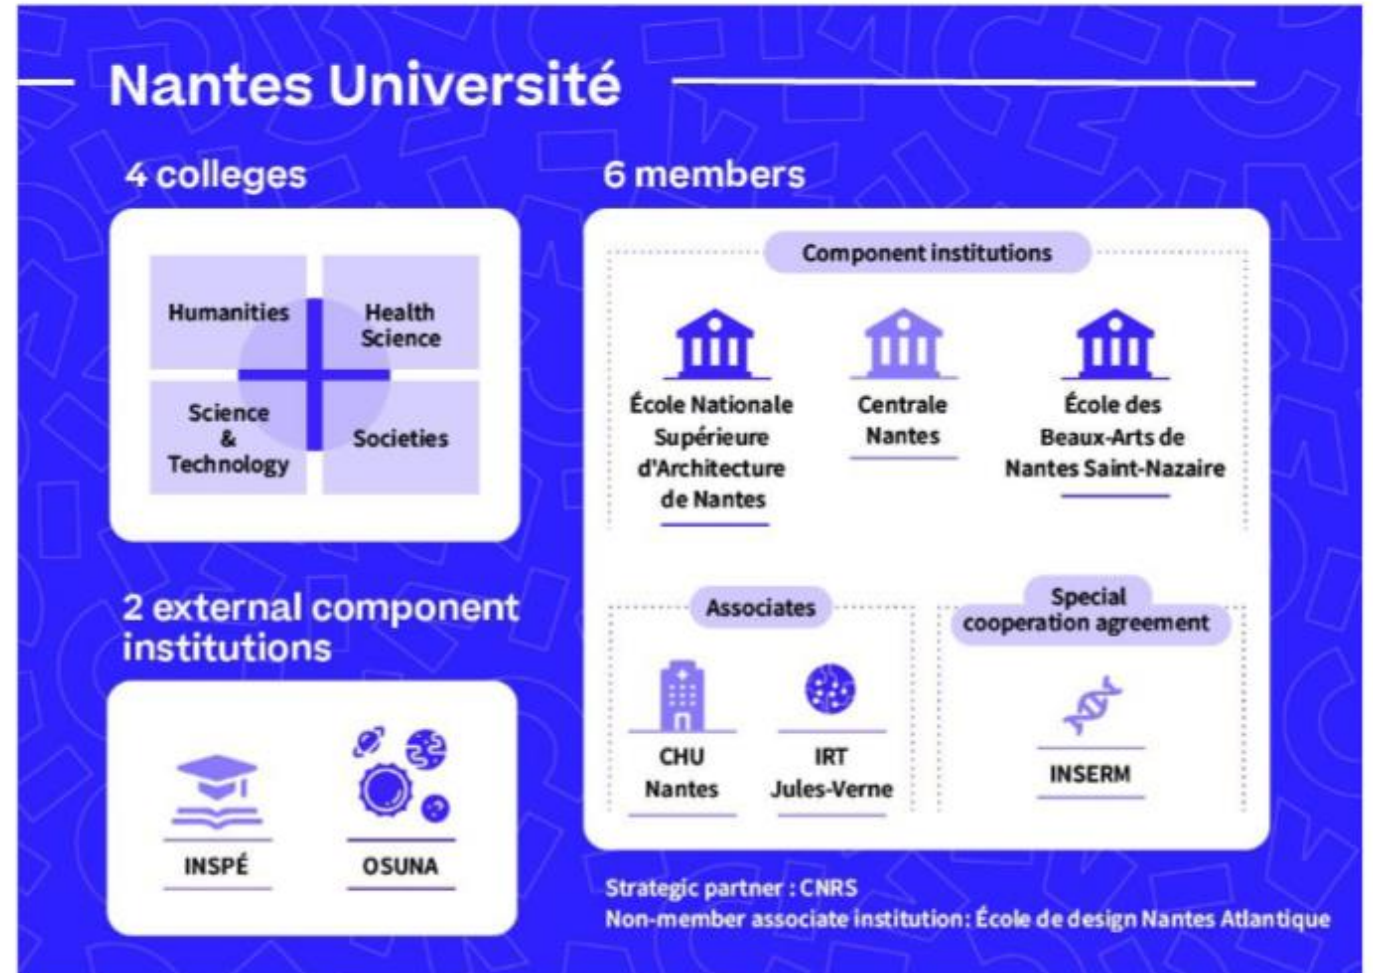 Nantes Université
4 colleges
Humanities
Health
Science
Science
&
Technology
Societies
2 external component
institutions
INSPÉ
OSUNA
6 members
Component institutions
École Nationale
Supérieure
d'Architecture
de Nantes
Centrale
Nantes
École des
Beaux-Arts de
Nantes Saint-Nazaire
Associates
CHU
Nantes
IRT
Jules-Verne
Special
cooperation agreement
INSERM
Strategic partner : CNRS
Non-member associate institution: École de design Nantes Atlantique